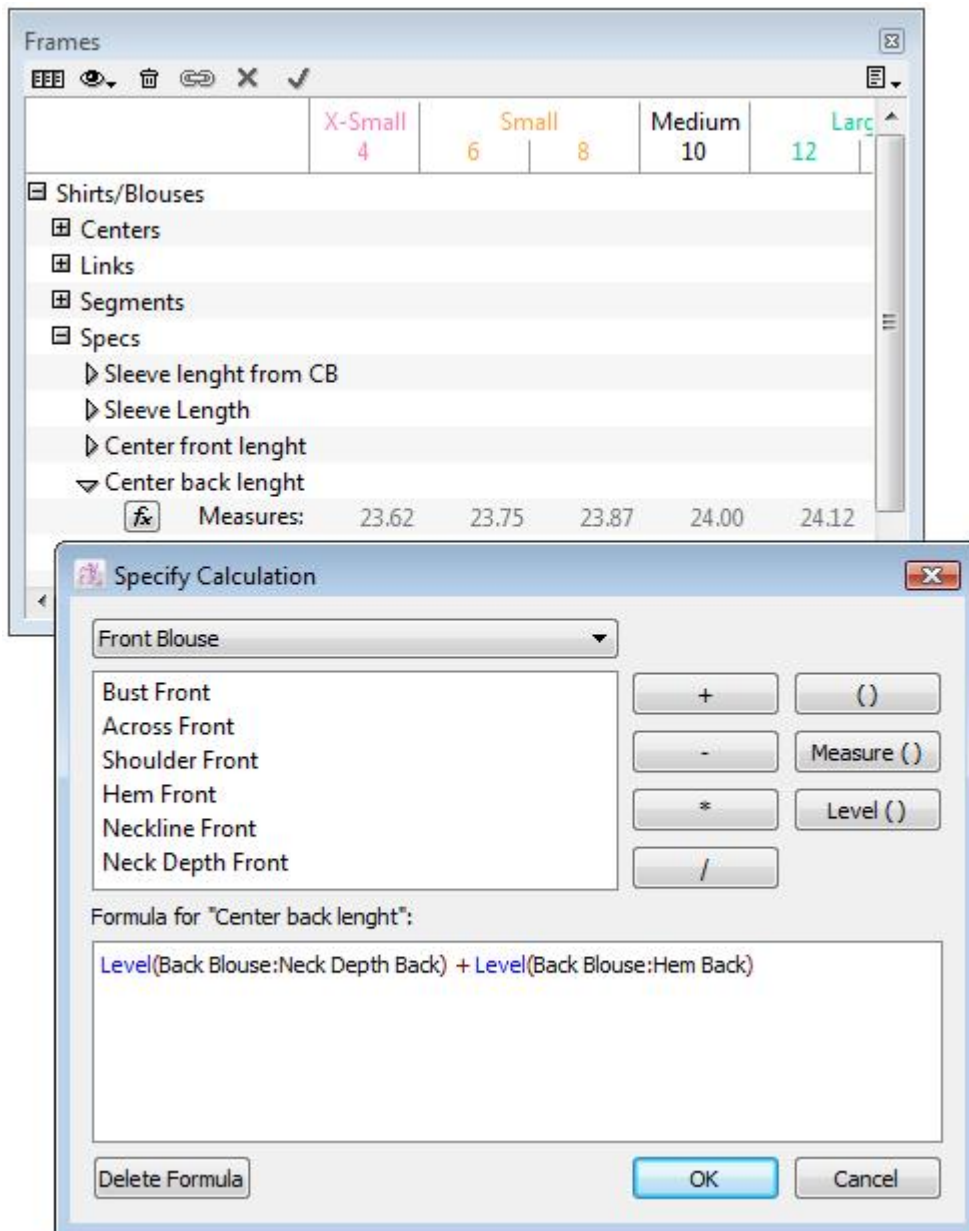 Frames
X-Small Small Medium Larg
4 6 8 10 12
Shirts/Blouses
Centers
Links
Segments
Specs
Sleeve lenght from CB
Sleeve Length
Center front lenght
Center back lenght
fx Measures: 23.62 23.75 23.87 24.00 24.12
Specify Calculation
Front Blouse
Bust Front
Across Front
Shoulder Front
Hem Front
Neckline Front
Neck Depth Front
+ ()
- Measure ()
* Level ()
/
Formula for "Center back lenght":
Level(Back Blouse:Neck Depth Back) + Level(Back Blouse:Hem Back)
Delete Formula OK Cancel